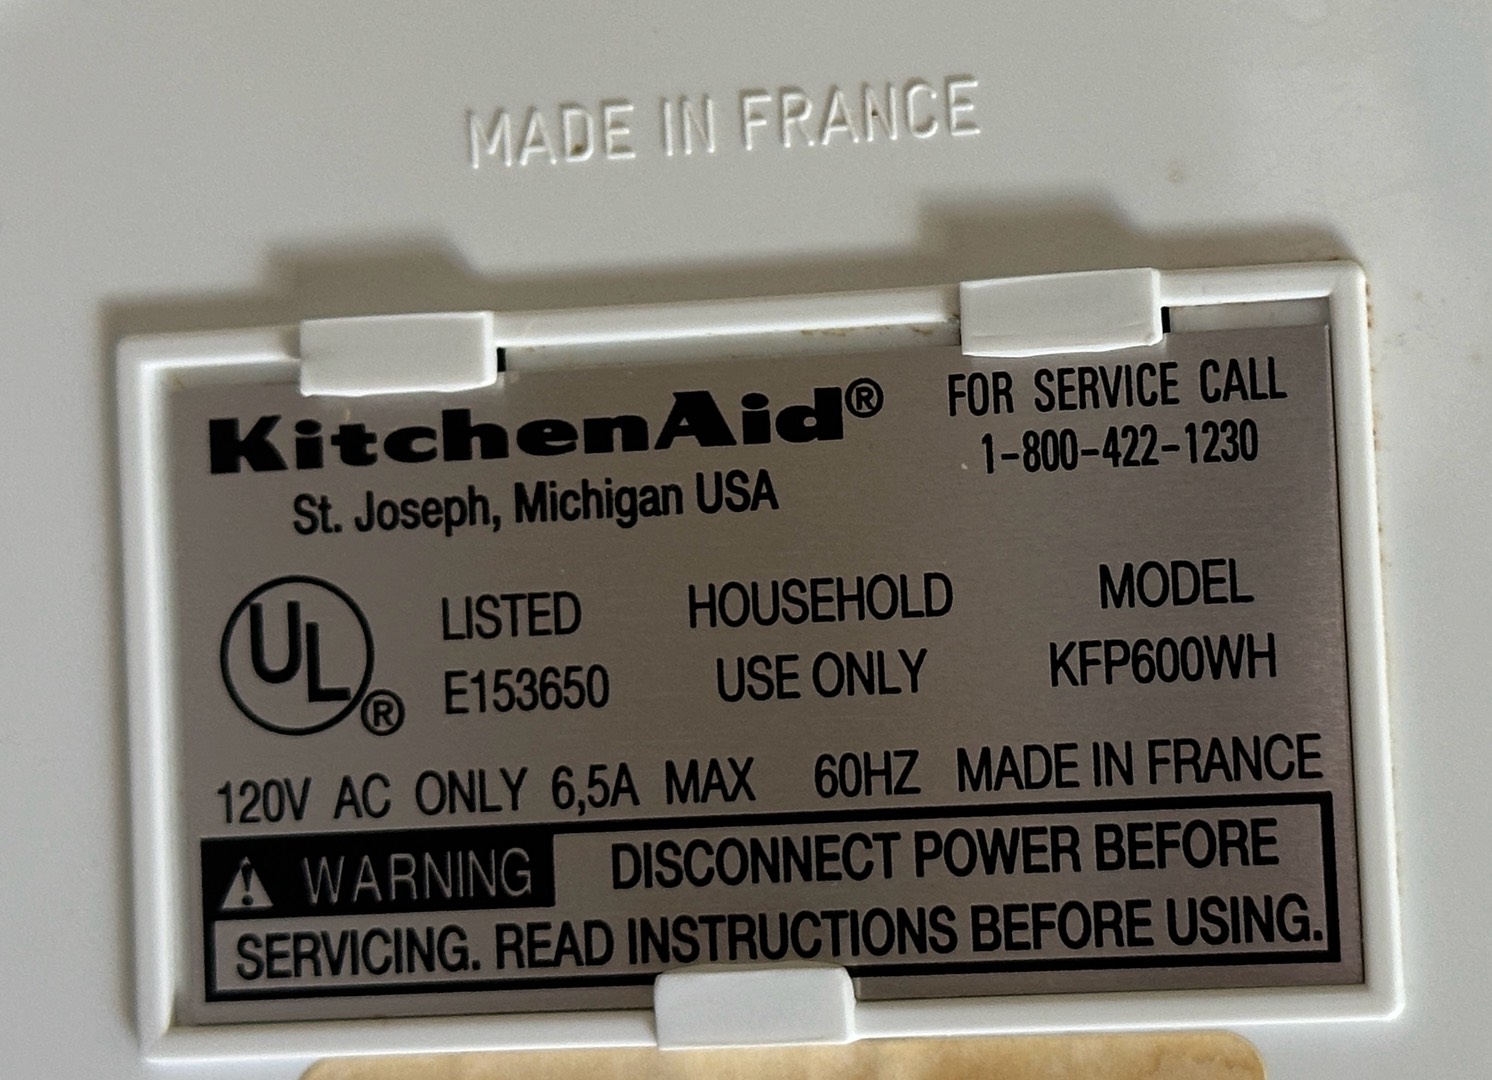 MADE IN FRANCE
KitchenAid®
St. Joseph, Michigan USA
FOR SERVICE CALL
1-800-422-1230
UL®
LISTED
E153650
HOUSEHOLD
USE ONLY
MODEL
KFP600WH
120V AC ONLY 6,5A MAX 60HZ MADE IN FRANCE
WARNING DISCONNECT POWER BEFORE
SERVICING. READ INSTRUCTIONS BEFORE USING.